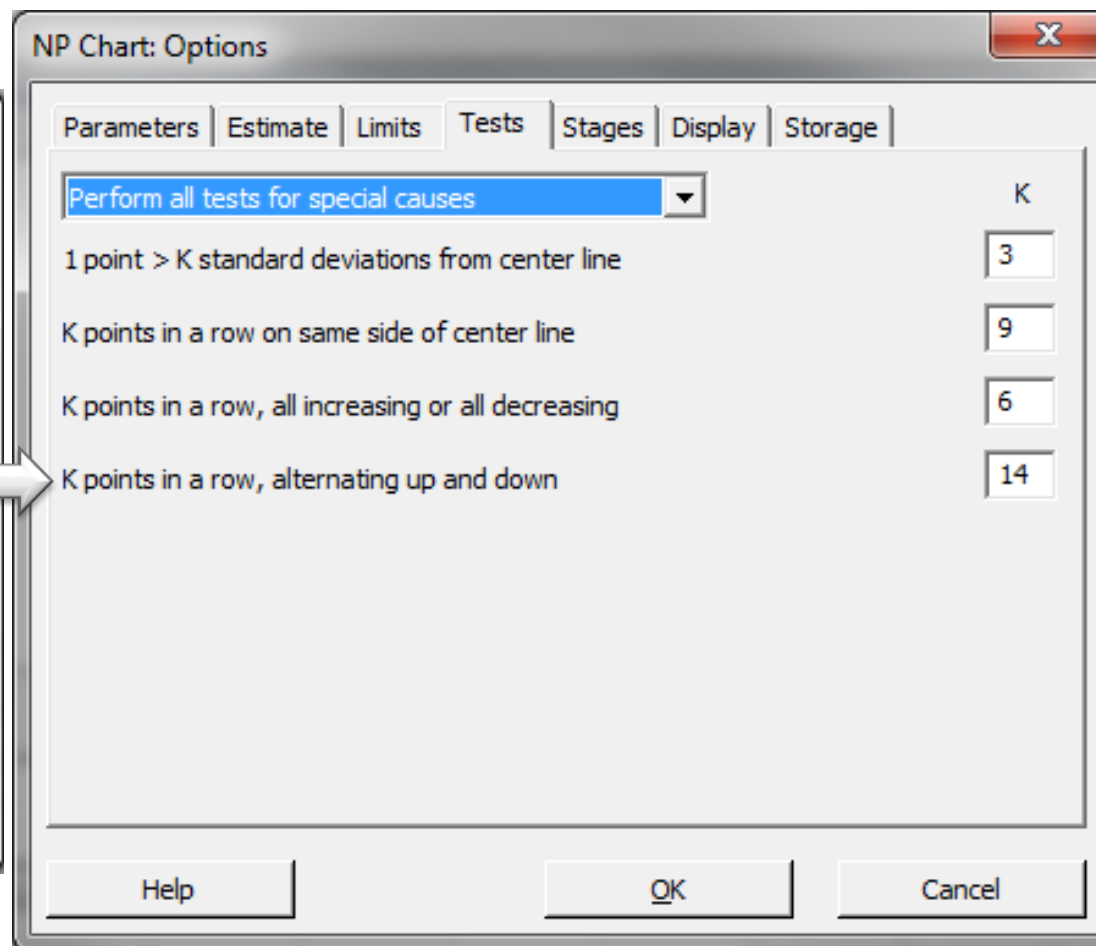 NP Chart: Options
Parameters Estimate Limits Tests Stages Display Storage
Perform all tests for special causes K
1 point > K standard deviations from center line 3
K points in a row on same side of center line 9
K points in a row, all increasing or all decreasing 6
K points in a row, alternating up and down 14
Help OK Cancel